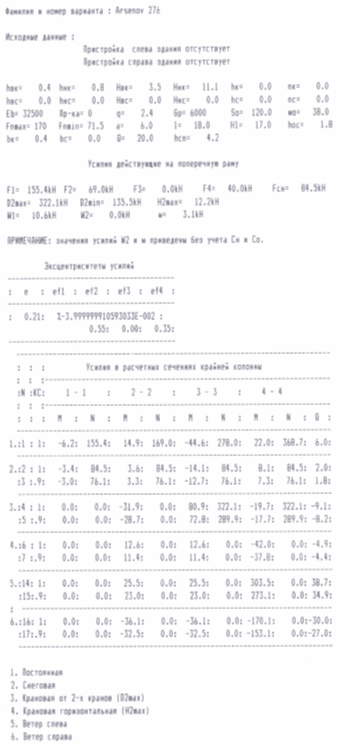 Фамилия и номер варианта : Arsenov 276
Исходные данные :
Пристройка слева здания отсутствует
Пристройка справа здания отсутствует
hвк= 0.4 hнк= 0.8 Hвк= 3.5 Hнк= 11.1 hк= 0.0 nк= 0.0
hвс= 0.0 hнс= 0.0 Hвс= 0.0 Hнс= 0.0 hс= 0.0 nс= 0.0
Eb= 32500 Пр-ка= 0 q= 2.4 Gp= 6000 So= 120.0 wo= 38.0
Fnmax= 170 Fnmin= 71.5 a= 6.0 l= 18.0 H1= 17.0 hос= 1.8
bк= 0.4 bс= 0.0 Q= 20.0 hсп= 4.2
Усилия действующие на поперечную раму
F1= 155.4kH F2= 69.0kH F3= 0.0kH F4= 40.0kH Fсн= 84.5kH
D2max= 322.1kH D2min= 135.5kH H2max= 12.2kH
W1= 10.6kH W2= 0.0kH w= 3.1kH
ПРИМЕЧАНИЕ: значения усилий W2 и w приведены без учета Сн и Со.
Эксцентриситеты усилий
: e : ef1 : ef2 : ef3 : ef4 :
: 0.21: %-3.999999910593033E-002 :
0.55: 0.00: 0.35:
: : : Усилия в расчетных сечениях крайней колонны
:N :КС: 1 - 1 : 2 - 2 : 3 - 3 : 4 - 4
: : : M : N : M : N : M : N : M : N : Q :
1.:1 : 1: -6.2: 155.4: 14.9: 169.0: -44.6: 278.0: 22.0: 368.7: 6.0:
2.:2 : 1: -3.4: 84.5: 3.6: 84.5: -14.1: 84.5: 8.1: 84.5: 2.0:
:3 :.9: -3.0: 76.1: 3.3: 76.1: -12.7: 76.1: 7.3: 76.1: 1.8:
3.:4 : 1: 0.0: 0.0: -31.9: 0.0: 80.9: 322.1: -19.7: 322.1: -9.1:
:5 :.9: 0.0: 0.0: -28.7: 0.0: 72.8: 289.9: -17.7: 289.9: -8.2:
4.:6 : 1: 0.0: 0.0: 12.6: 0.0: 12.6: 0.0: -42.0: 0.0: -4.9:
:7 :.9: 0.0: 0.0: 11.4: 0.0: 11.4: 0.0: -37.8: 0.0: -4.4:
5.:14: 1: 0.0: 0.0: 25.5: 0.0: 25.5: 0.0: 303.5: 0.0: 38.7:
:15:.9: 0.0: 0.0: 23.0: 0.0: 23.0: 0.0: 273.1: 0.0: 34.9:
6.:16: 1: 0.0: 0.0: -36.1: 0.0: -36.1: 0.0: -170.1: 0.0:-30.0:
:17:.9: 0.0: 0.0: -32.5: 0.0: -32.5: 0.0: -153.1: 0.0:-27.0:
1. Постоянная
2. Снеговая
3. Крановая от 2-х кранов (D2max)
4. Крановая горизонтальная (H2max)
5. Ветер слева
6. Ветер справа